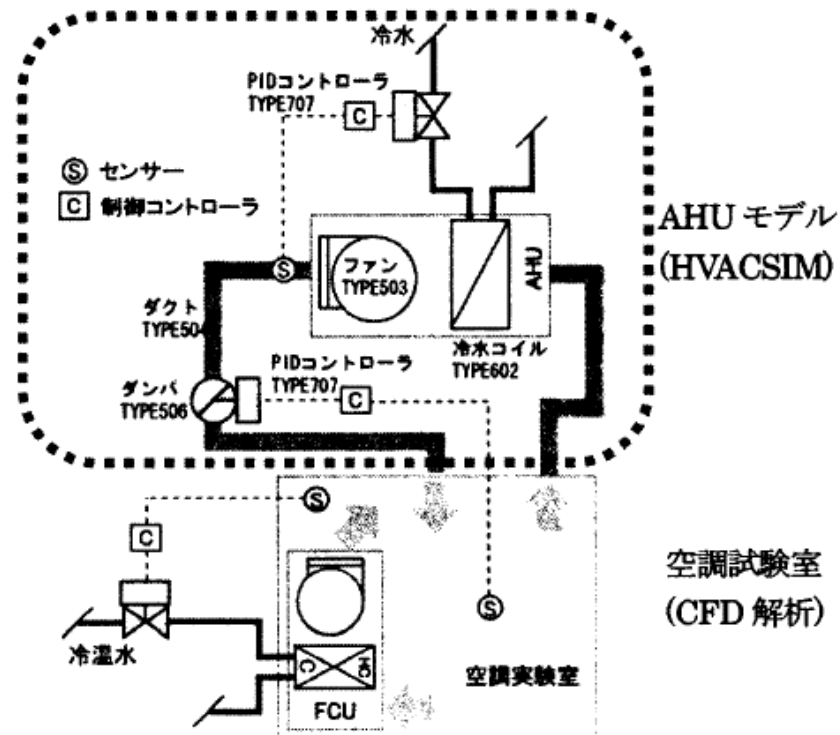 冷水
PIDコントローラ
TYPE707
C
S センサー
C 制御コントローラ
AHU モデル
(HVACSIM)
S
ファン
TYPE503
AHU
ダクト
TYPE504
冷水コイル
TYPE602
PIDコントローラ
TYPE707
ダンパ
TYPE506
C
S
C
空調試験室
(CFD 解析)
S
冷温水
C
HC
空調実験室
FCU